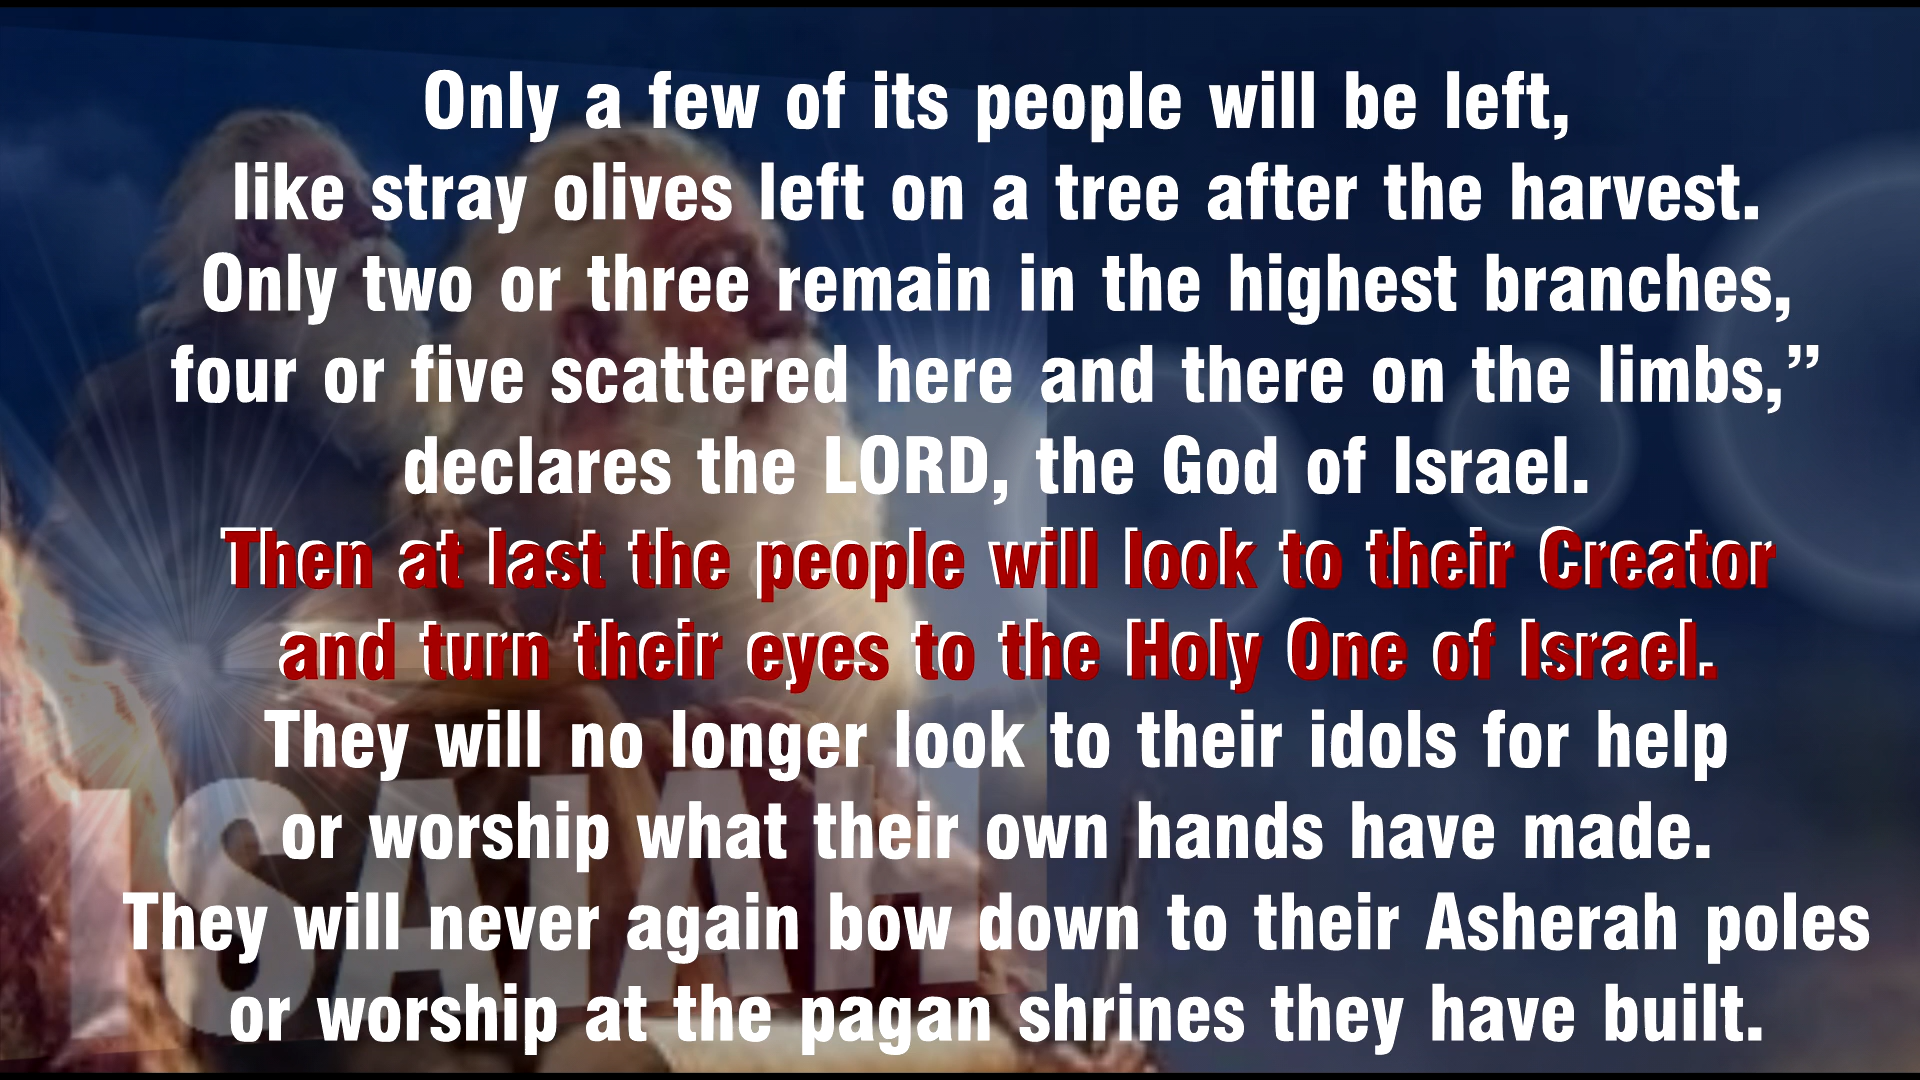 Only a few of its people will be left,
like stray olives left on a tree after the harvest.
Only two or three remain in the highest branches,
four or five scattered here and there on the limbs,”
declares the LORD, the God of Israel.
Then at last the people will look to their Creator
and turn their eyes to the Holy One of Israel.
They will no longer look to their idols for help
or worship what their own hands have made.
They will never again bow down to their Asherah poles
or worship at the pagan shrines they have built.
ISAIAH